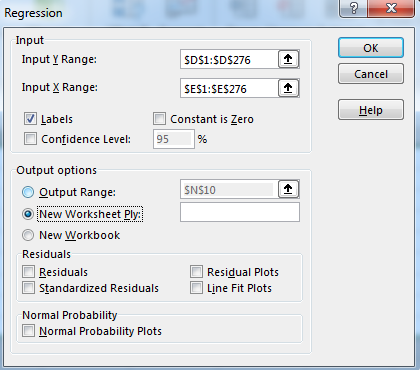 Regression
Input
Input Y Range: $D$1:$D$276
Input X Range: $E$1:$E$276
Labels Constant is Zero
Confidence Level: 95 %
OK
Cancel
Help
Output options
Output Range: $N$10
New Worksheet Ply:
New Workbook
Residuals
Residuals Residual Plots
Standardized Residuals Line Fit Plots
Normal Probability
Normal Probability Plots